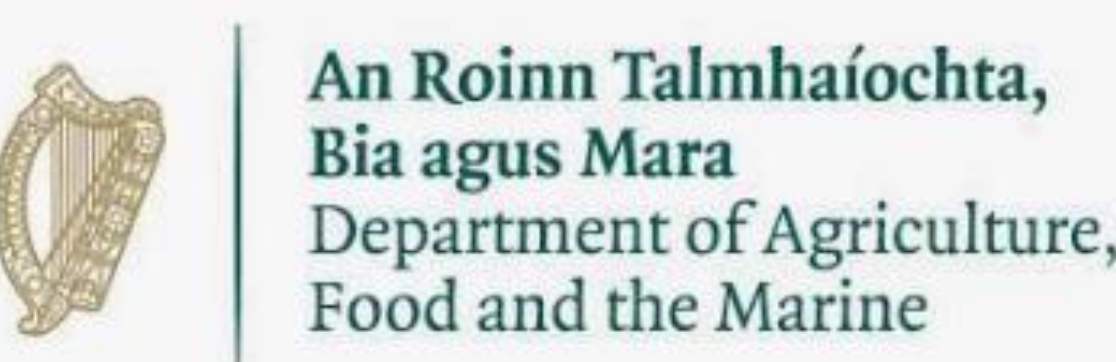 An Roinn Talmhaíochta,
Bia agus Mara
Department of Agriculture,
Food and the Marine